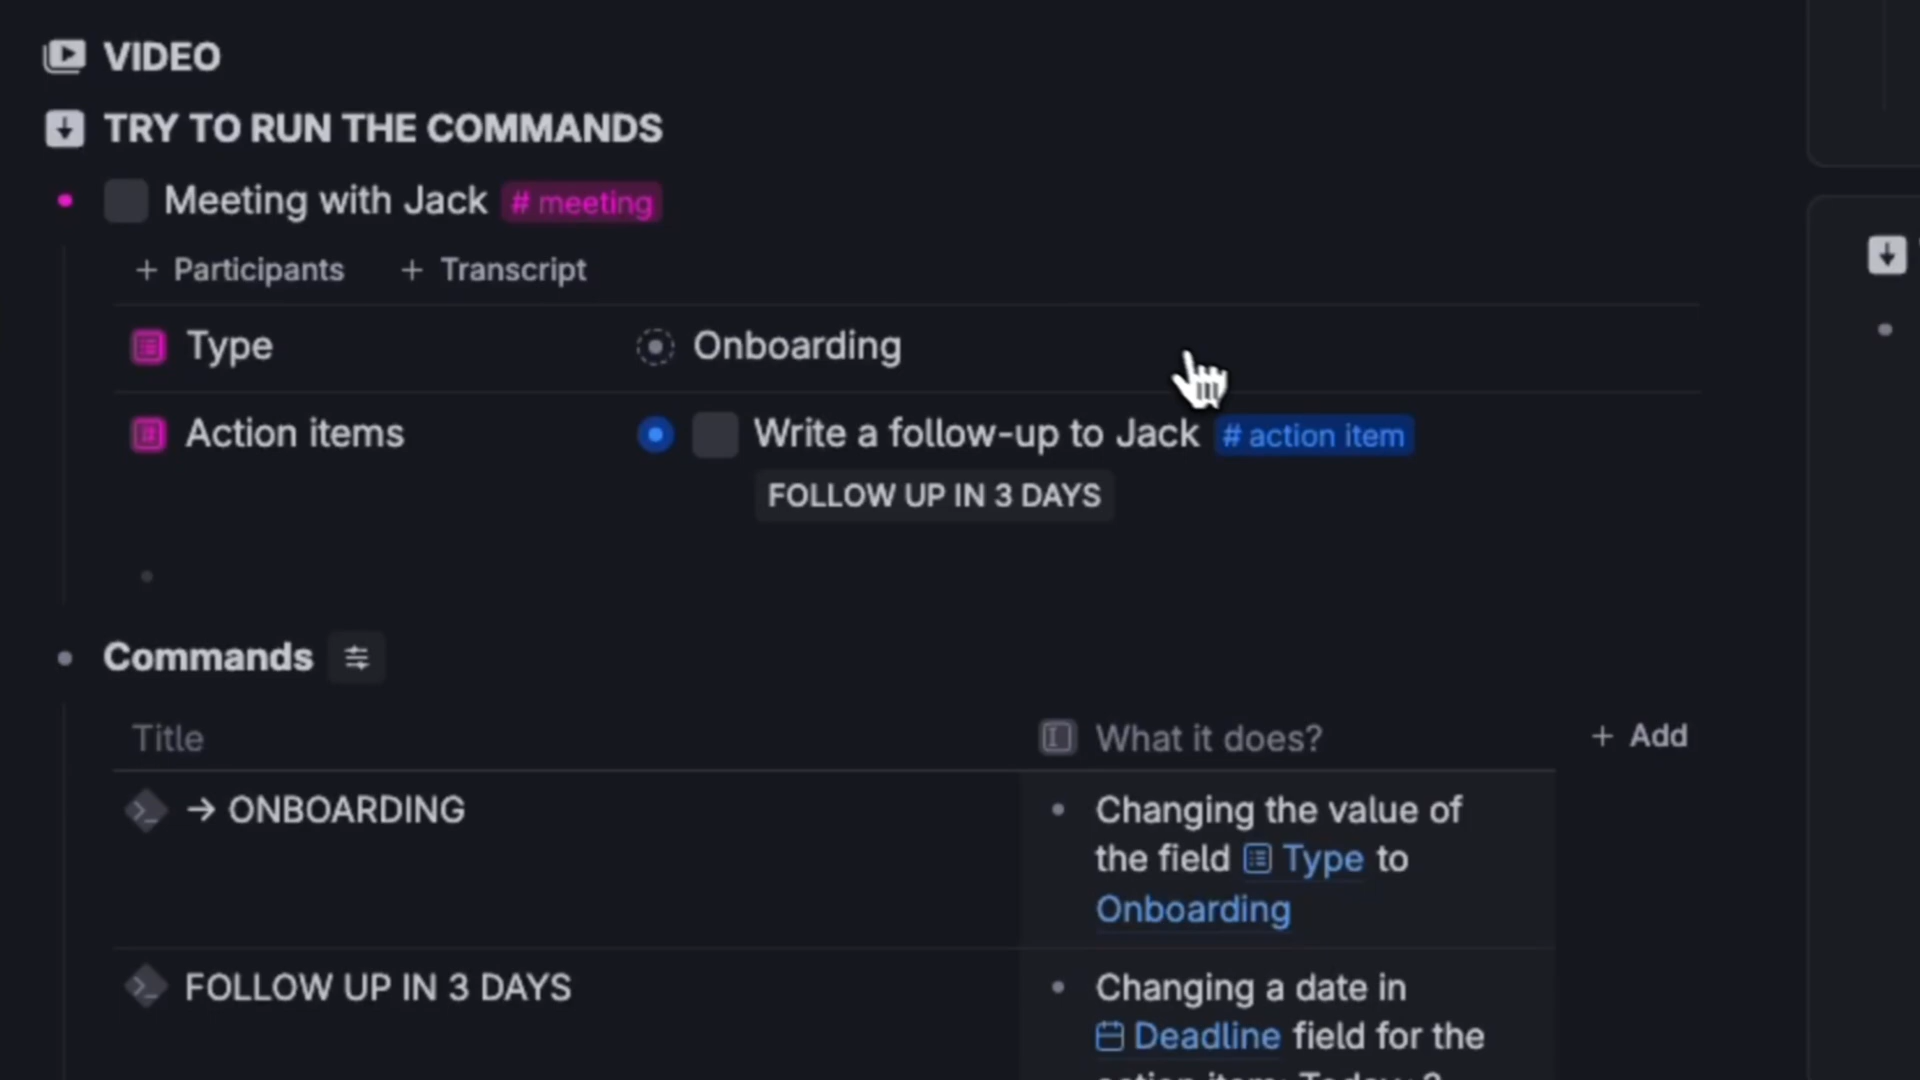 VIDEO
TRY TO RUN THE COMMANDS
Meeting with Jack # meeting
+ Participants + Transcript
Type Onboarding
Action items Write a follow-up to Jack # action item
FOLLOW UP IN 3 DAYS
Commands
Title What it does? + Add
→ ONBOARDING Changing the value of
the field Type to
Onboarding
FOLLOW UP IN 3 DAYS Changing a date in
Deadline field for the